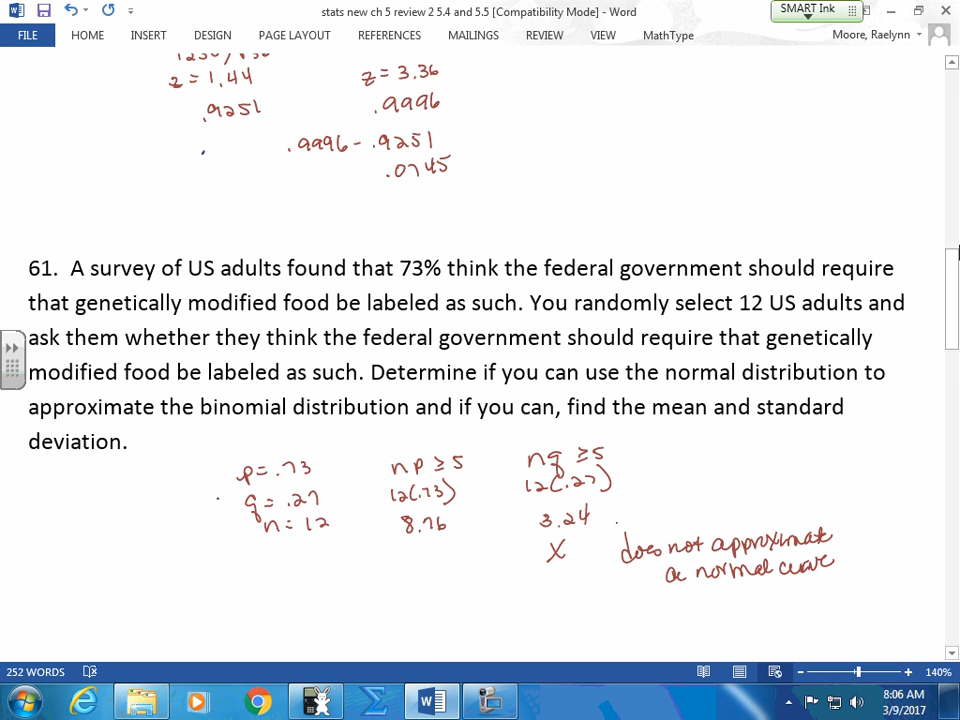 stats new ch 5 review 2 5.4 and 5.5 [Compatibility Mode] - Word
SMART Ink
FILE HOME INSERT DESIGN PAGE LAYOUT REFERENCES MAILINGS REVIEW VIEW MathType Moore, Raelynn
z = 1.44 z = 3.36
.9251 .9996
.9996 - .9251
.0745
61. A survey of US adults found that 73% think the federal government should require
that genetically modified food be labeled as such. You randomly select 12 US adults and
ask them whether they think the federal government should require that genetically
modified food be labeled as such. Determine if you can use the normal distribution to
approximate the binomial distribution and if you can, find the mean and standard
deviation.
p = .73 np ≥ 5 nq ≥ 5
q = .27 12(.73) 12(.27)
n = 12 8.76 3.24
X does not approximate
a normal curve
252 WORDS 140%
8:06 AM
3/9/2017